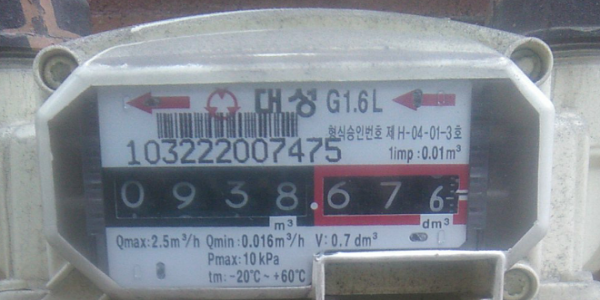 대성 G1.6L
형식승인번호 제 H-04-01-3호
103222007475 1imp : 0.01m³
0938.676
m³ dm³
Qmax: 2.5m³/h Qmin: 0.016m³/h V: 0.7 dm³
Pmax: 10 kPa
tm: -20℃ ~ +60℃